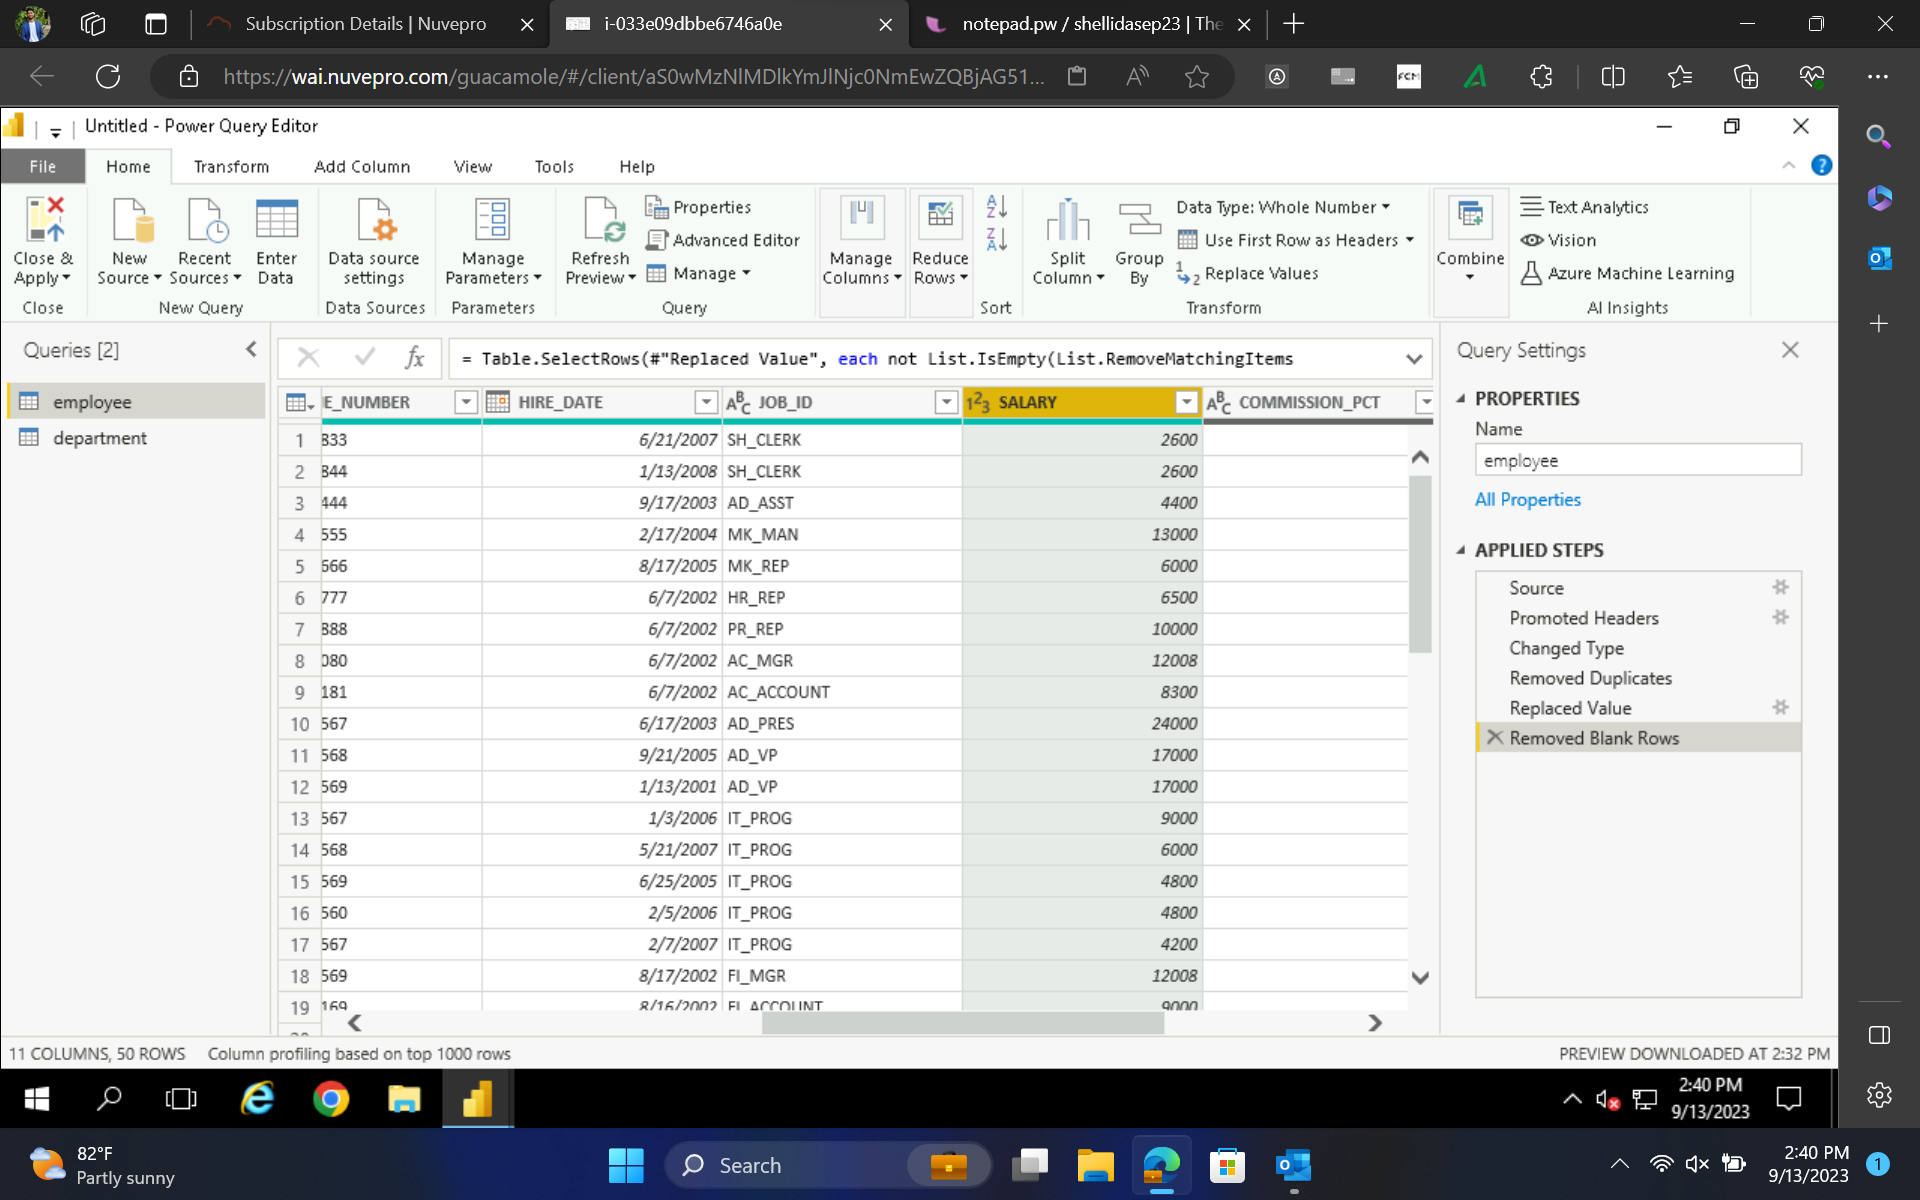 Subscription Details | Nuvepro
i-033e09dbbe6746a0e
notepad.pw / shellidasep23 | The
https://wai.nuvepro.com/guacamole/#/client/aS0wMzNlMDlkYmJlNjc0NmEwZQBjAG51...
Untitled - Power Query Editor
File Home Transform Add Column View Tools Help
Close & Apply
New Source
Recent Sources
Enter Data
Data source settings
Manage Parameters
Refresh Preview
Properties
Advanced Editor
Manage
Manage Columns
Reduce Rows
Split Column
Group By
Data Type: Whole Number
Use First Row as Headers
Replace Values
Combine
Text Analytics
Vision
Azure Machine Learning
Close New Query Data Sources Parameters Query Sort Transform AI Insights
Queries [2]
employee
department
fx = Table.SelectRows(#"Replaced Value", each not List.IsEmpty(List.RemoveMatchingItems
E_NUMBER HIRE_DATE ABC JOB_ID 123 SALARY ABC COMMISSION_PCT
1 833 6/21/2007 SH_CLERK 2600
2 844 1/13/2008 SH_CLERK 2600
3 444 9/17/2003 AD_ASST 4400
4 555 2/17/2004 MK_MAN 13000
5 666 8/17/2005 MK_REP 6000
6 777 6/7/2002 HR_REP 6500
7 888 6/7/2002 PR_REP 10000
8 080 6/7/2002 AC_MGR 12008
9 181 6/7/2002 AC_ACCOUNT 8300
10 567 6/17/2003 AD_PRES 24000
11 568 9/21/2005 AD_VP 17000
12 569 1/13/2001 AD_VP 17000
13 567 1/3/2006 IT_PROG 9000
14 568 5/21/2007 IT_PROG 6000
15 569 6/25/2005 IT_PROG 4800
16 560 2/5/2006 IT_PROG 4800
17 567 2/7/2007 IT_PROG 4200
18 569 8/17/2002 FI_MGR 12008
19 169 8/16/2002 FI_ACCOUNT 9000
Query Settings
PROPERTIES
Name
employee
All Properties
APPLIED STEPS
Source
Promoted Headers
Changed Type
Removed Duplicates
Replaced Value
Removed Blank Rows
11 COLUMNS, 50 ROWS Column profiling based on top 1000 rows
PREVIEW DOWNLOADED AT 2:32 PM
2:40 PM
9/13/2023
82°F
Partly sunny
Search
2:40 PM
9/13/2023
1